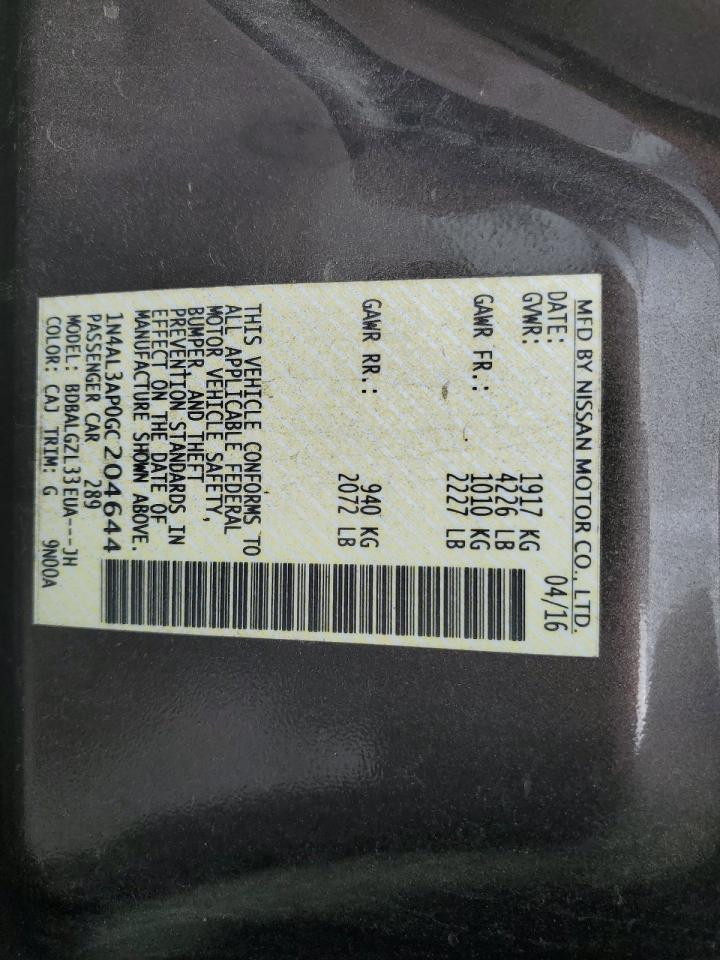 MFD BY NISSAN MOTOR CO., LTD.
DATE: 04/16
GVWR: 1917 KG
4226 LB
GAWR FR.: 1010 KG
2227 LB
GAWR RR.: 940 KG
2072 LB
THIS VEHICLE CONFORMS TO
ALL APPLICABLE FEDERAL
MOTOR VEHICLE SAFETY,
BUMPER, AND THEFT
PREVENTION STANDARDS IN
EFFECT ON THE DATE OF
MANUFACTURE SHOWN ABOVE.
1N4AL3AP0GC204644
PASSENGER CAR 289
MODEL: BDBALGZL33EUA---JH
COLOR: CAJ TRIM: G 9N00A